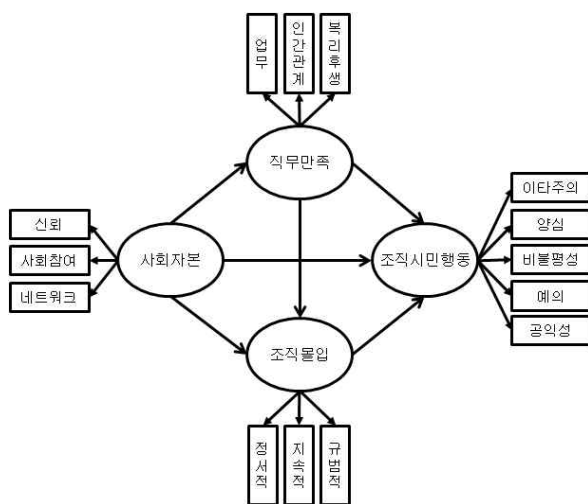 업무
인간관계
복리후생
직무만족
이타주의
양심
비불평성
예의
공익성
신뢰
사회참여
네트워크
사회자본
조직시민행동
조직몰입
정서적
지속적
규범적